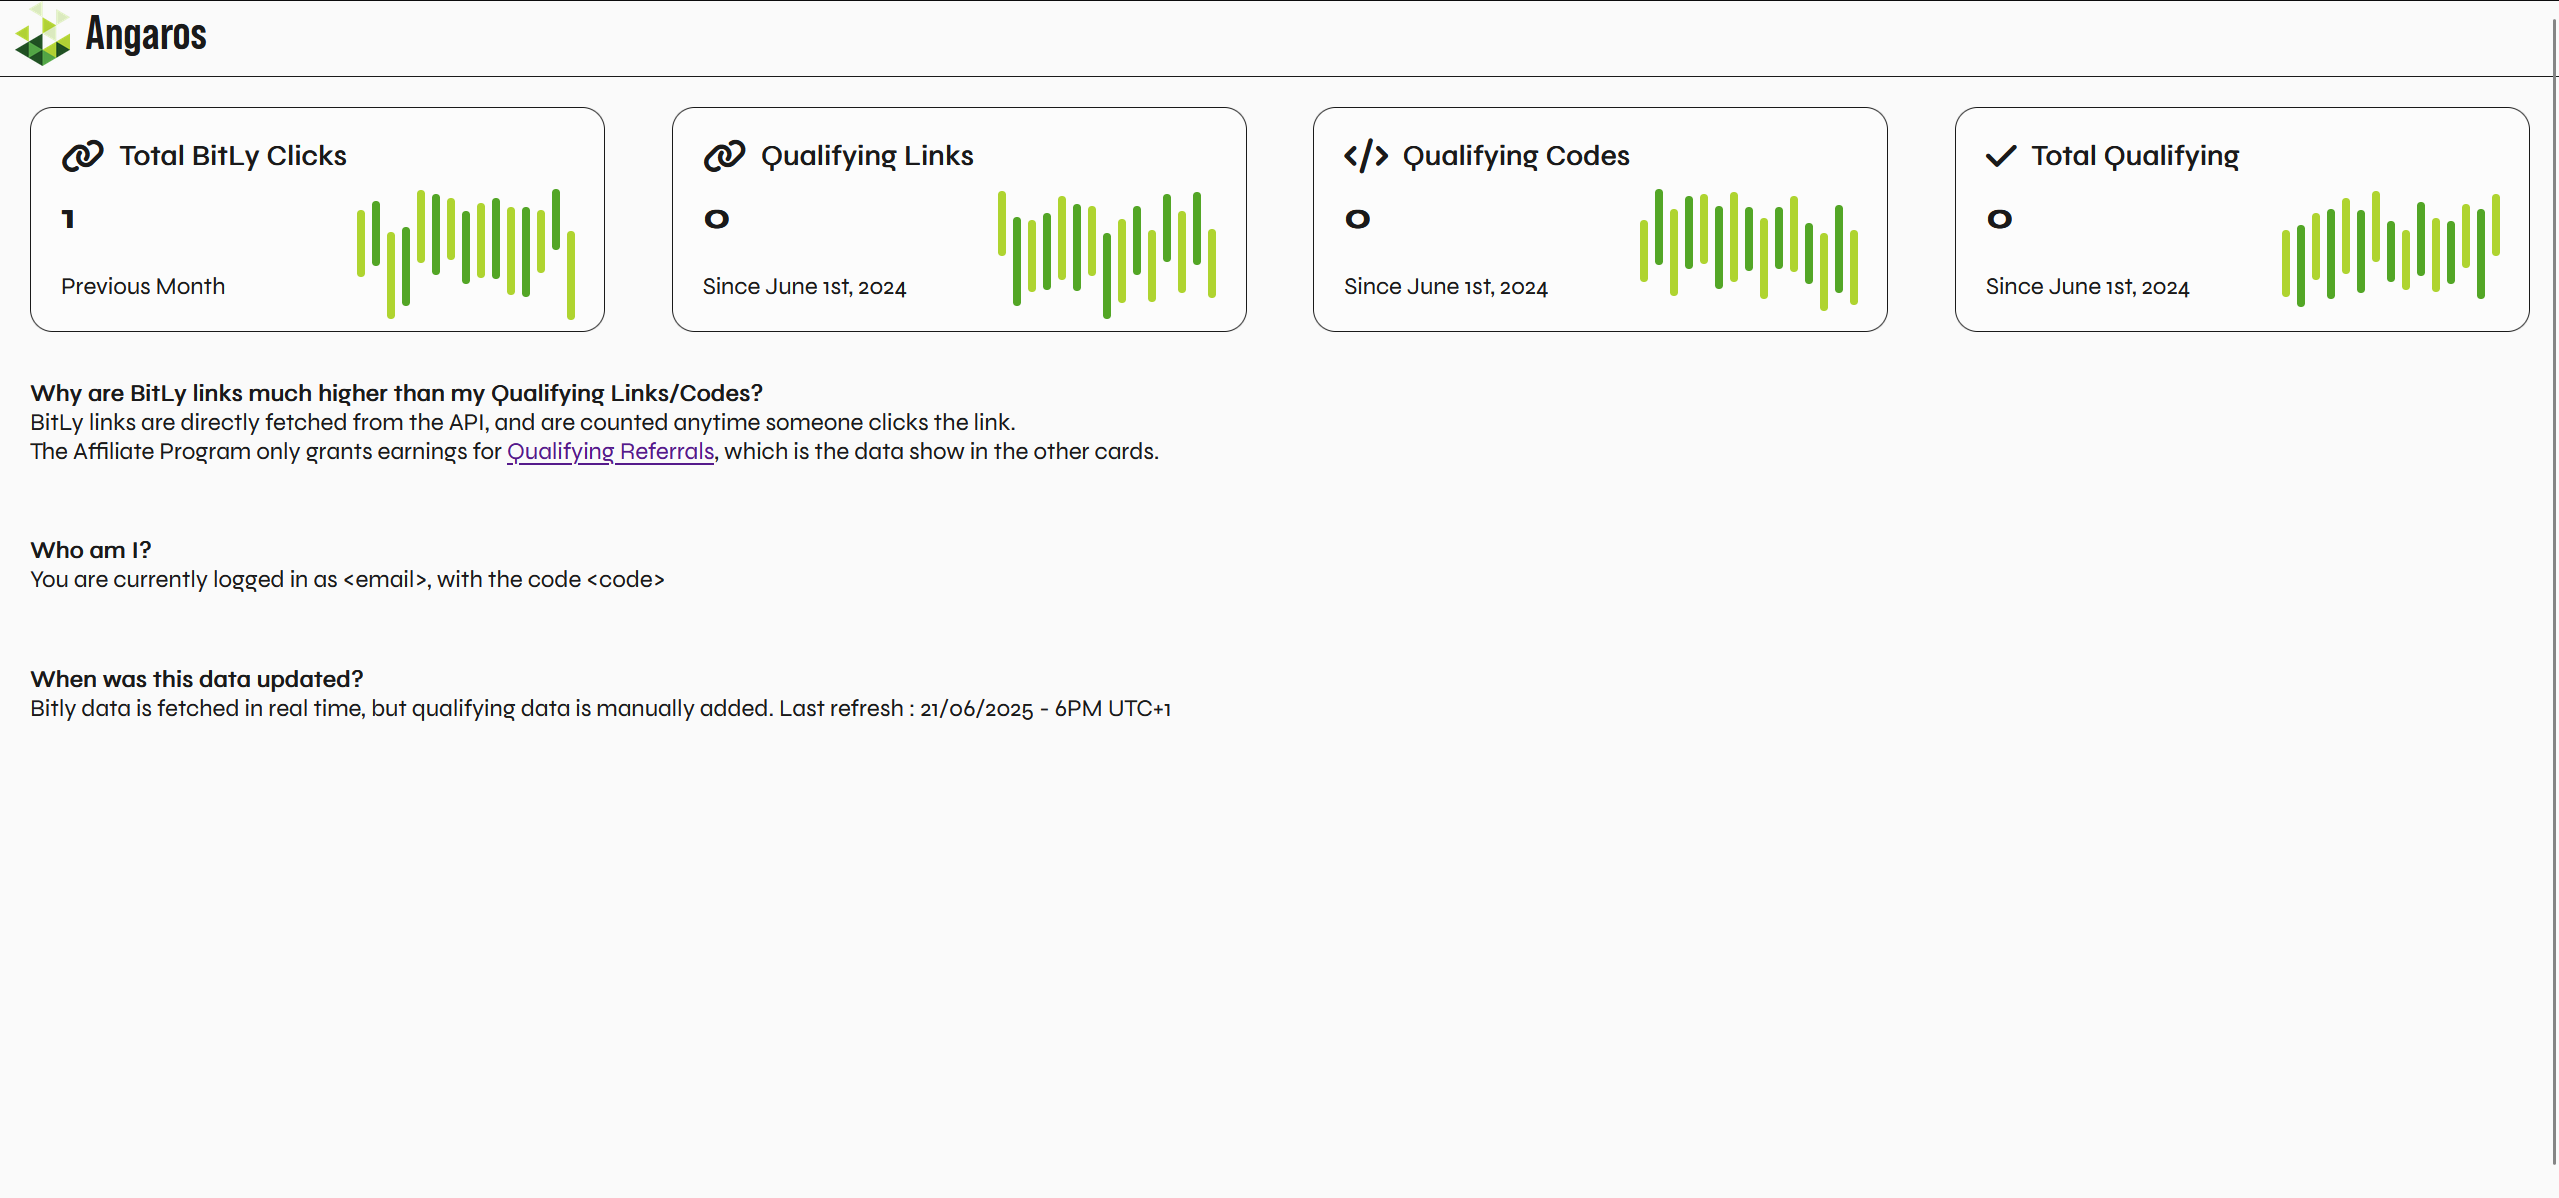 Angaros
Total BitLy Clicks
1
Previous Month
Qualifying Links
0
Since June 1st, 2024
Qualifying Codes
0
Since June 1st, 2024
Total Qualifying
0
Since June 1st, 2024
Why are BitLy links much higher than my Qualifying Links/Codes?
BitLy links are directly fetched from the API, and are counted anytime someone clicks the link.
The Affiliate Program only grants earnings for Qualifying Referrals, which is the data show in the other cards.
Who am I?
You are currently logged in as <email>, with the code <code>
When was this data updated?
Bitly data is fetched in real time, but qualifying data is manually added. Last refresh : 21/06/2025 - 6PM UTC+1